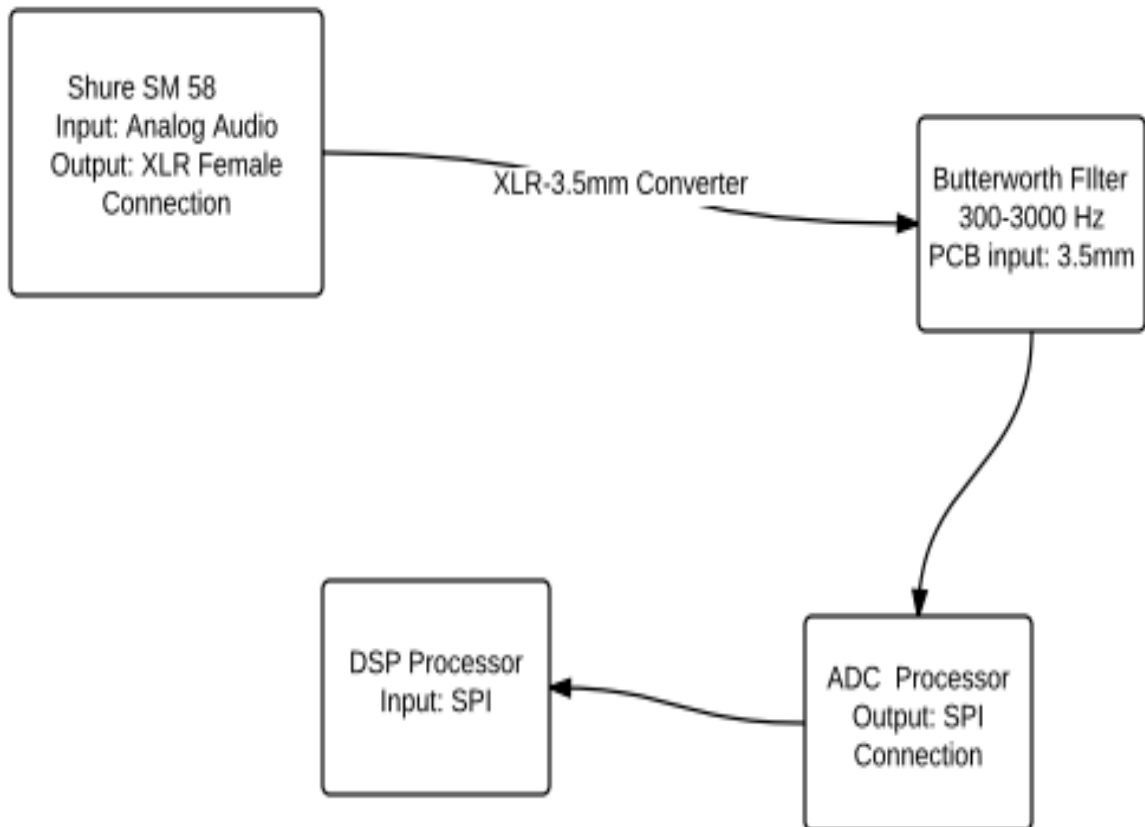 Shure SM 58
Input: Analog Audio
Output: XLR Female
Connection
XLR-3.5mm Converter
Butterworth FIlter
300-3000 Hz
PCB input: 3.5mm
ADC  Processor
Output: SPI
Connection
DSP Processor
Input: SPI